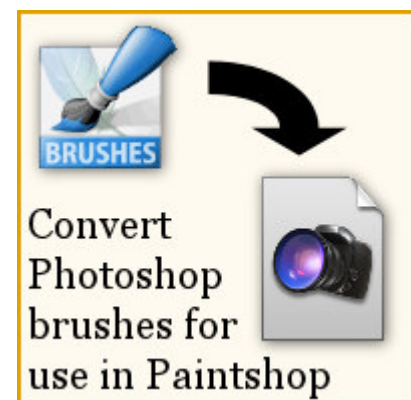 BRUSHES
Convert
Photoshop
brushes for
use in Paintshop